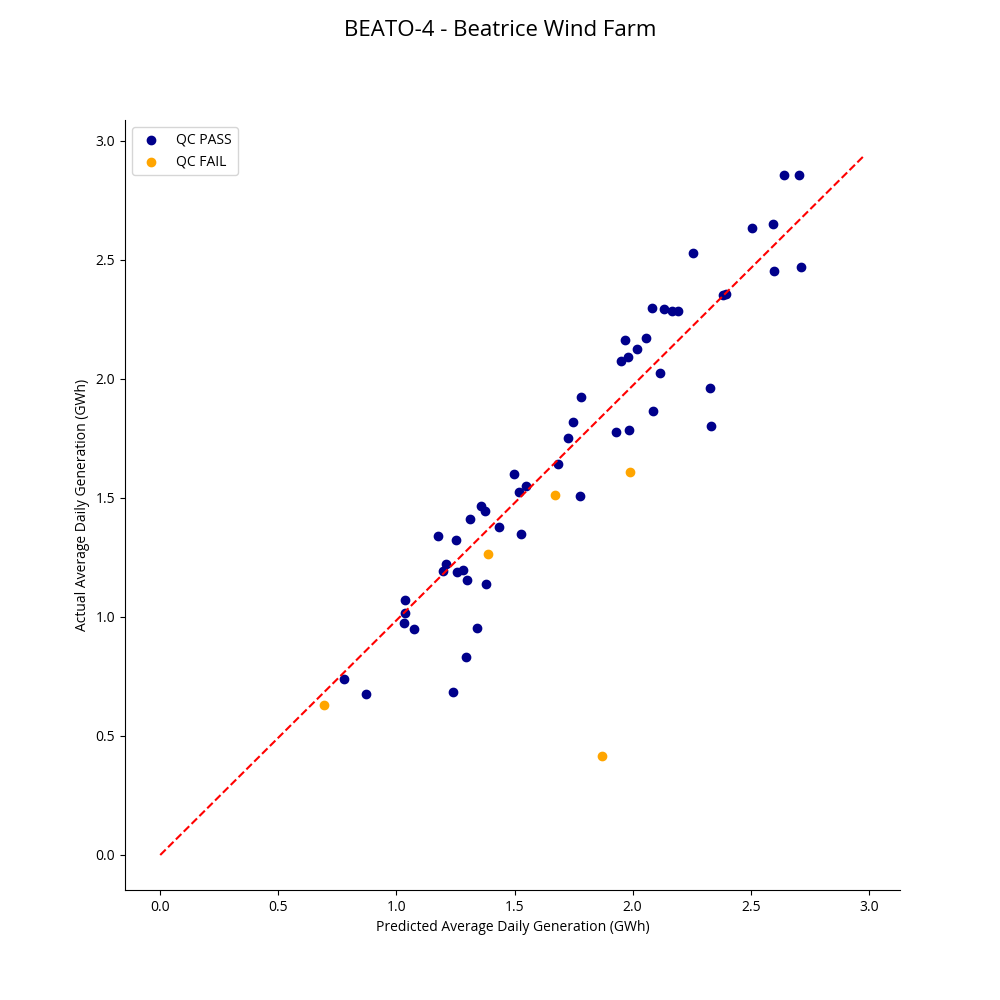 BEATO-4 - Beatrice Wind Farm
QC PASS
QC FAIL
3.0
2.5
2.0
1.5
1.0
0.5
0.0
Actual Average Daily Generation (GWh)
0.0 0.5 1.0 1.5 2.0 2.5 3.0
Predicted Average Daily Generation (GWh)